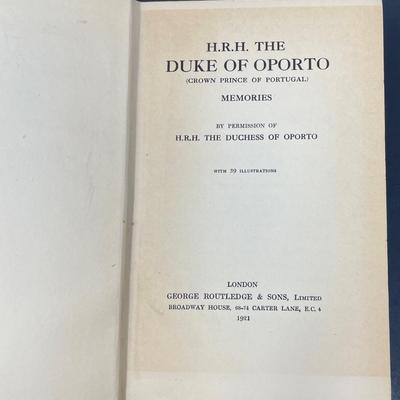 H.R.H. THE
DUKE OF OPORTO
(CROWN PRINCE OF PORTUGAL)
MEMORIES
BY PERMISSION OF
H.R.H. THE DUCHESS OF OPORTO
WITH 39 ILLUSTRATIONS
LONDON
GEORGE ROUTLEDGE & SONS, LIMITED
BROADWAY HOUSE, 68-74 CARTER LANE, E.C. 4
1921